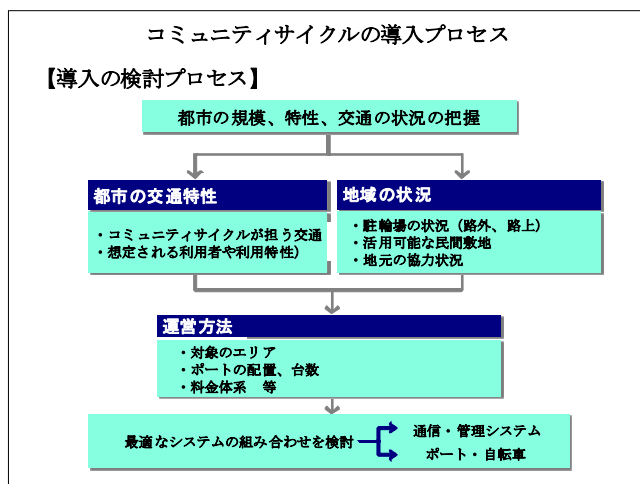 コミュニティサイクルの導入プロセス
【導入の検討プロセス】
都市の規模、特性、交通の状況の把握
都市の交通特性
・コミュニティサイクルが担う交通
・想定される利用者や利用特性)
地域の状況
・駐輪場の状況（路外、路上）
・活用可能な民間敷地
・地元の協力状況
運営方法
・対象のエリア
・ポートの配置、台数
・料金体系　等
最適なシステムの組み合わせを検討
通信・管理システム
ポート・自転車